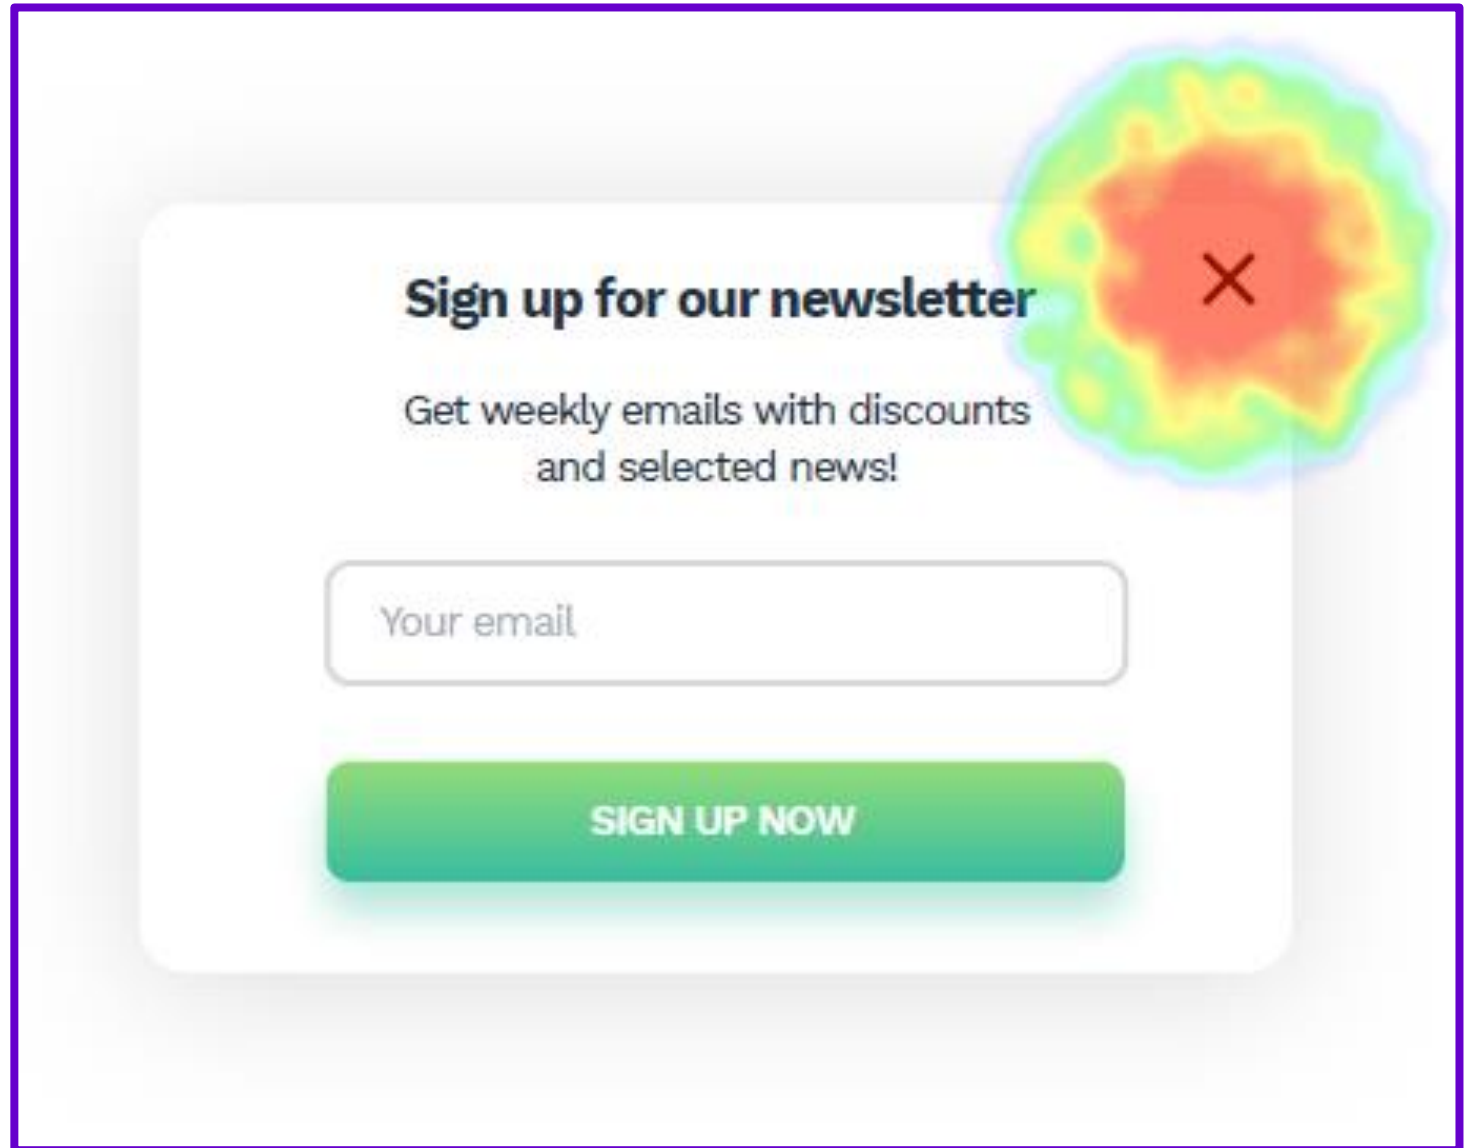 Sign up for our newsletter
Get weekly emails with discounts
and selected news!
Your email
SIGN UP NOW